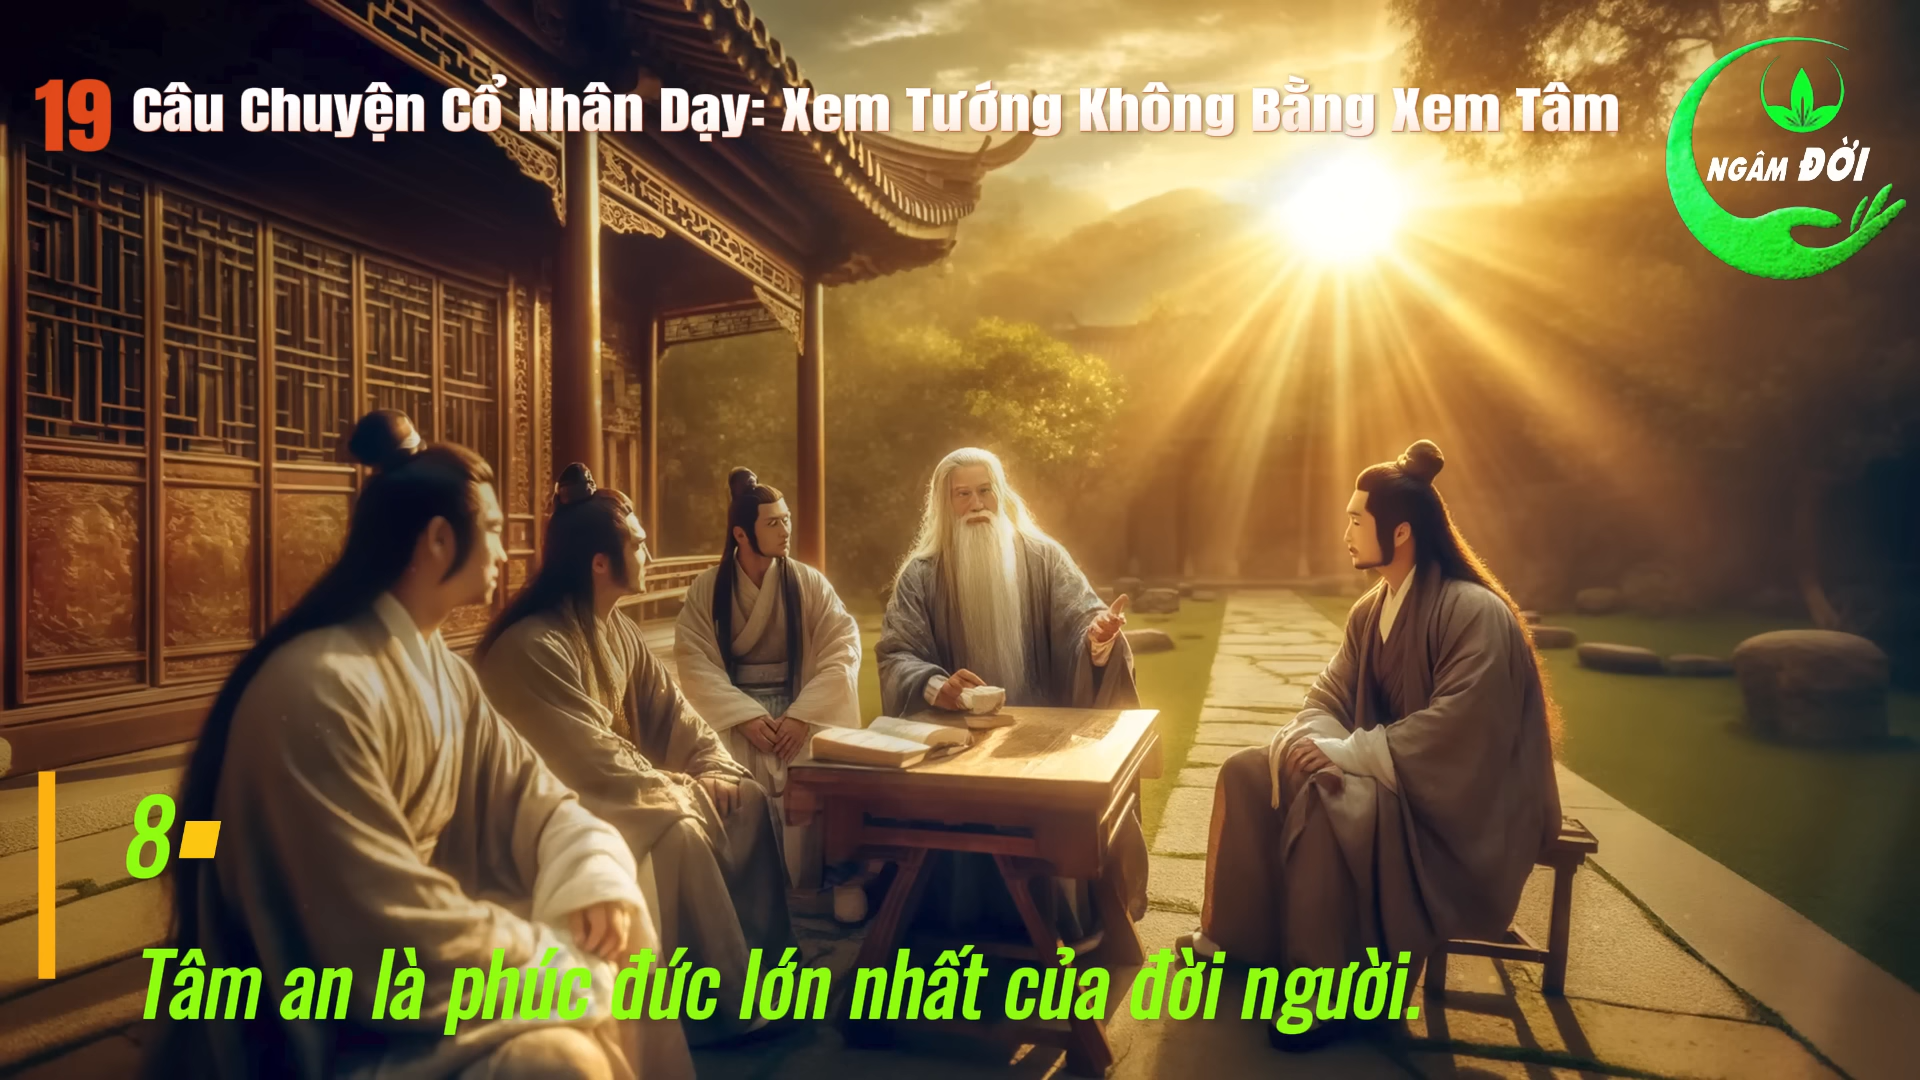 19 Câu Chuyện Cổ Nhân Dạy: Xem Tướng Không Bằng Xem Tâm
NGÂM ĐỜI
8
Tâm an là phúc đức lớn nhất của đời người.